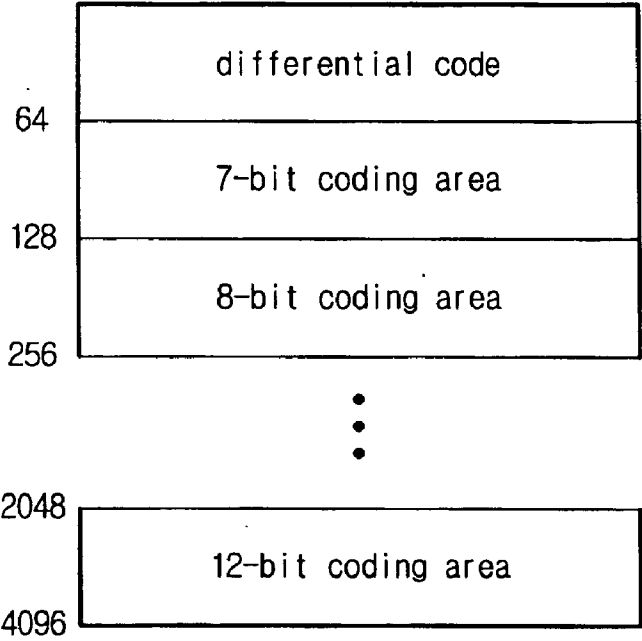 differential code
64
7-bit coding area
128
8-bit coding area
256
2048
12-bit coding area
4096